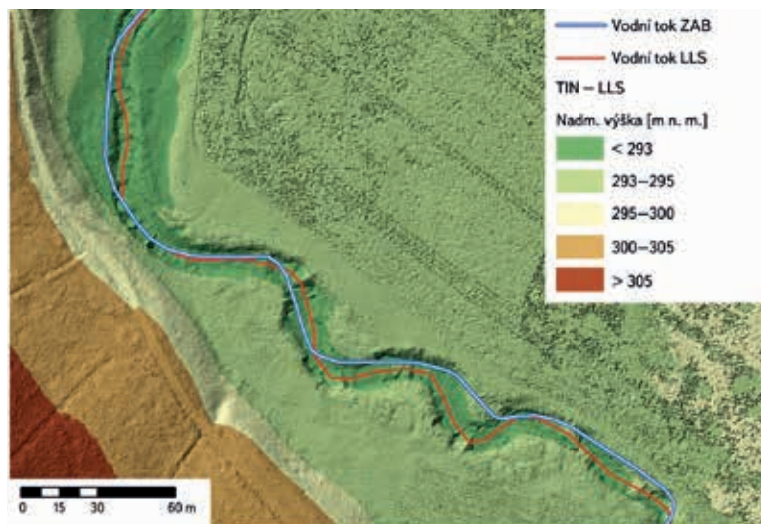 Vodní tok ZAB
Vodní tok LLS
TIN – LLS
Nadm. výška [m n. m.]
< 293
293–295
295–300
300–305
> 305
0 15 30 60 m